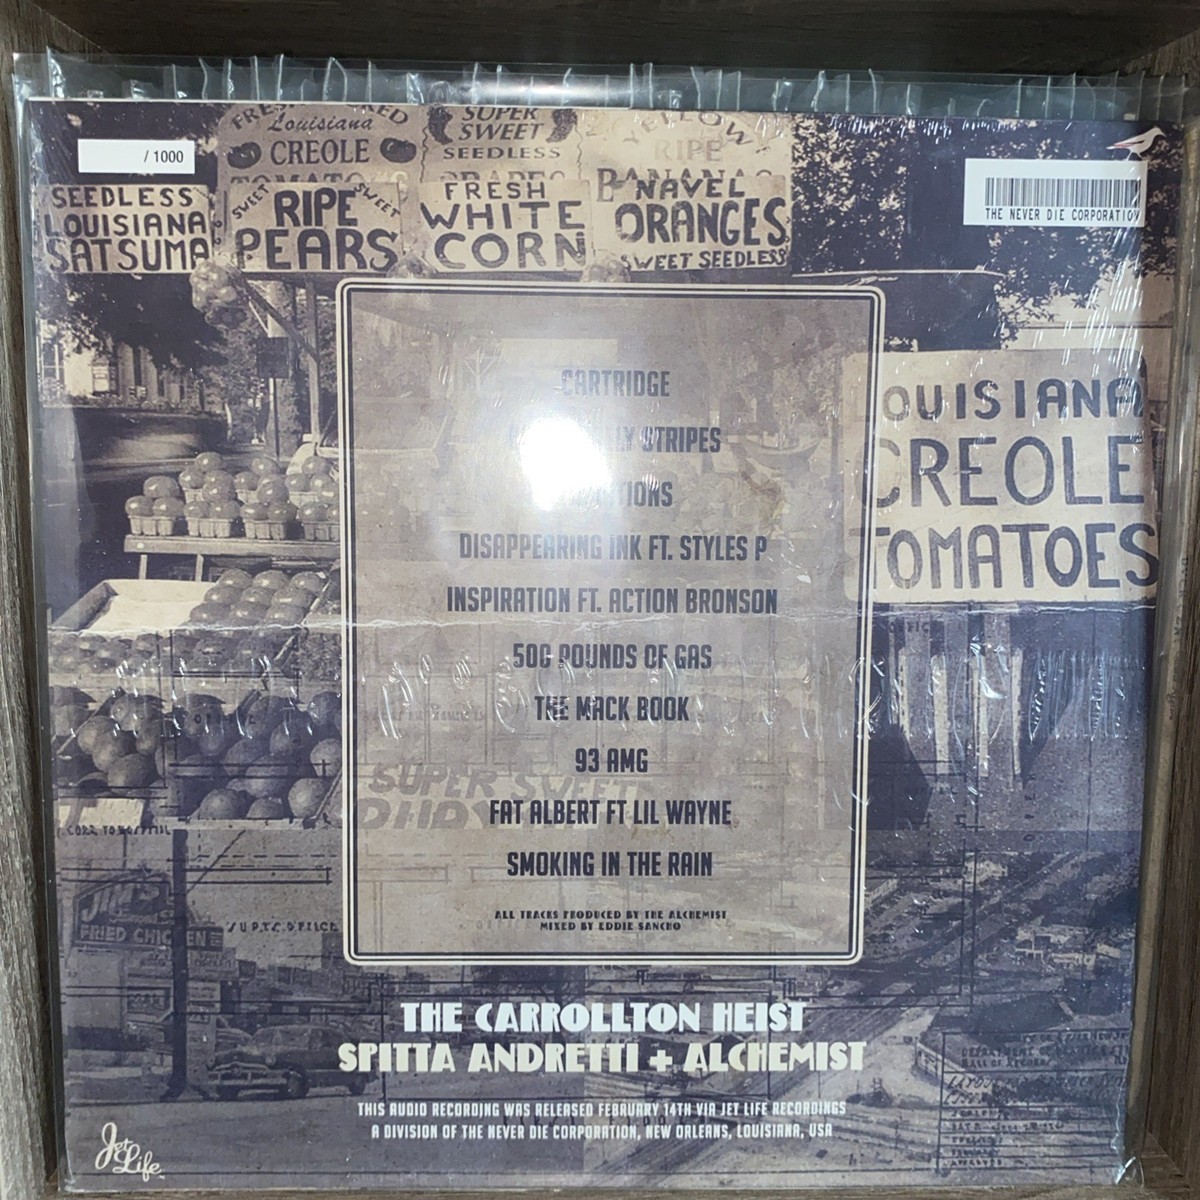 / 1000
Louisiana
CREOLE
SUPER
SWEET
SEEDLESS
YELLOW
RIPE
BANANAS
SEEDLESS
LOUISIANA
SATSUMA
SWEET RIPE SWEET
PEARS
FRESH
WHITE
CORN
NAVEL
ORANGES
SWEET SEEDLESS
THE NEVER DIE CORPORATION
LOUISIANA
CREOLE
TOMATOES
CARTRIDGE
STRIPES
DISAPPEARING INK FT. STYLES P
INSPIRATION FT. ACTION BRONSON
500 POUNDS OF GAS
THE MACK BOOK
93 AMG
SUPER SWEET
FAT ALBERT FT LIL WAYNE
SMOKING IN THE RAIN
ALL TRACKS PRODUCED BY THE ALCHEMIST
MIXED BY EDDIE SANCHO
FRIED CHICKEN
THE CARROLLTON HEIST
SPITTA ANDRETTI + ALCHEMIST
THIS AUDIO RECORDING WAS RELEASED FEBRUARY 14TH VIA JET LIFE RECORDINGS
A DIVISION OF THE NEVER DIE CORPORATION, NEW ORLEANS, LOUISIANA, USA
Jet Life